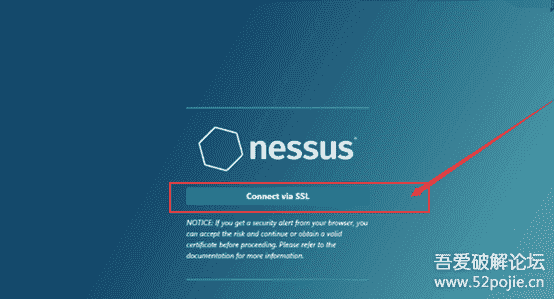 nessus
Connect via SSL
NOTICE: If you get a security alert from your browser, you
can accept the risk and continue or obtain a valid
certificate before proceeding. Please refer to the
documentation for more information.
吾爱破解论坛
www.52pojie.cn